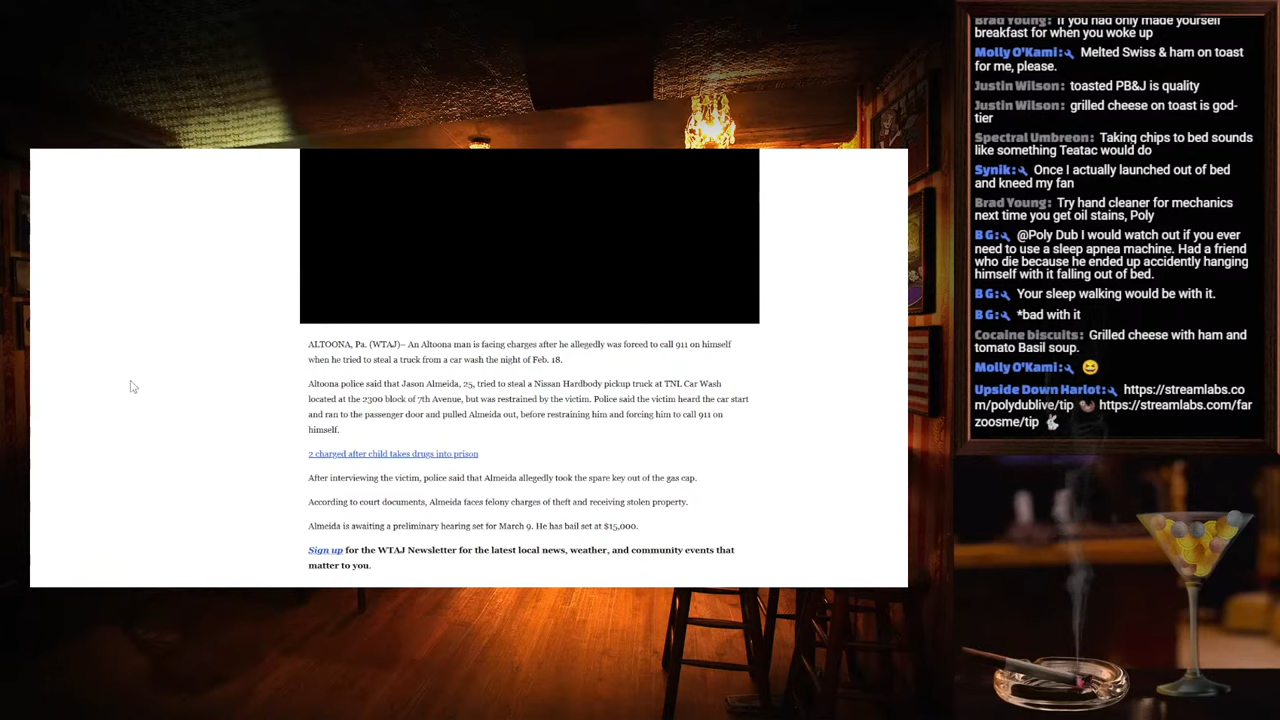 ALTOONA, Pa. (WTAJ)– An Altoona man is facing charges after he allegedly was forced to call 911 on himself
when he tried to steal a truck from a car wash the night of Feb. 18.
Altoona police said that Jason Almeida, 25, tried to steal a Nissan Hardbody pickup truck at TNL Car Wash
located at the 2300 block of 7th Avenue, but was restrained by the victim. Police said the victim heard the car start
and ran to the passenger door and pulled Almeida out, before restraining him and forcing him to call 911 on
himself.
2 charged after child takes drugs into prison
After interviewing the victim, police said that Almeida allegedly took the spare key out of the gas cap.
According to court documents, Almeida faces felony charges of theft and receiving stolen property.
Almeida is awaiting a preliminary hearing set for March 9. He has bail set at $15,000.
Sign up for the WTAJ Newsletter for the latest local news, weather, and community events that
matter to you.
Brad Young: If you had only made yourself
breakfast for when you woke up
Molly O'Kami: Melted Swiss & ham on toast
for me, please.
Justin Wilson: toasted PB&J is quality
Justin Wilson: grilled cheese on toast is god-
tier
Spectral Umbreon: Taking chips to bed sounds
like something Teatac would do
Synik: Once I actually launched out of bed
and kneed my fan
Brad Young: Try hand cleaner for mechanics
next time you get oil stains, Poly
B G: @Poly Dub I would watch out if you ever
need to use a sleep apnea machine. Had a friend
who die because he ended up accidently hanging
himself with it falling out of bed.
B G: Your sleep walking would be with it.
B G: *bad with it
Cocaine biscuits: Grilled cheese with ham and
tomato Basil soup.
Molly O'Kami: 😆
Upside Down Harlot: https://streamlabs.co
m/polydublive/tip 🦦 https://streamlabs.com/far
zoosme/tip 🐇